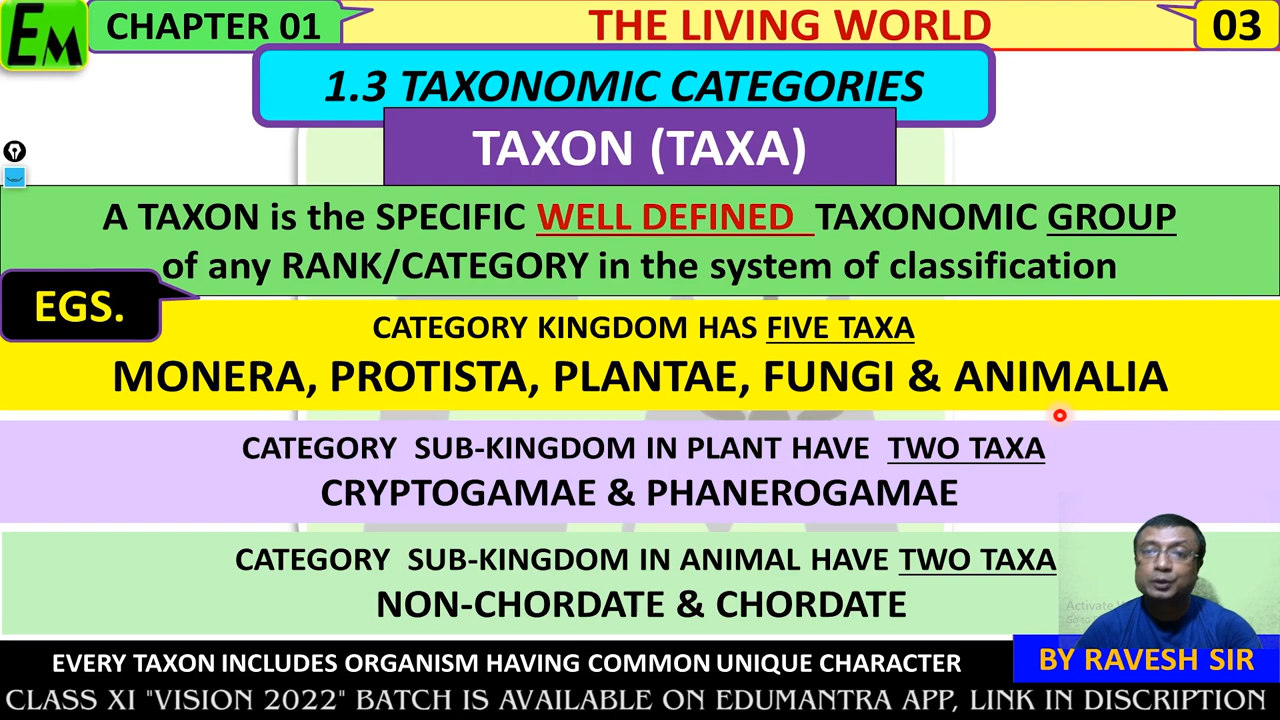 EM
CHAPTER 01
THE LIVING WORLD
03
1.3 TAXONOMIC CATEGORIES
TAXON (TAXA)
A TAXON is the SPECIFIC WELL DEFINED TAXONOMIC GROUP
of any RANK/CATEGORY in the system of classification
EGS.
CATEGORY KINGDOM HAS FIVE TAXA
MONERA, PROTISTA, PLANTAE, FUNGI & ANIMALIA
CATEGORY SUB-KINGDOM IN PLANT HAVE TWO TAXA
CRYPTOGAMAE & PHANEROGAMAE
CATEGORY SUB-KINGDOM IN ANIMAL HAVE TWO TAXA
NON-CHORDATE & CHORDATE
Activate
Go to
EVERY TAXON INCLUDES ORGANISM HAVING COMMON UNIQUE CHARACTER
BY RAVESH SIR
CLASS XI "VISION 2022" BATCH IS AVAILABLE ON EDUMANTRA APP, LINK IN DISCRIPTION